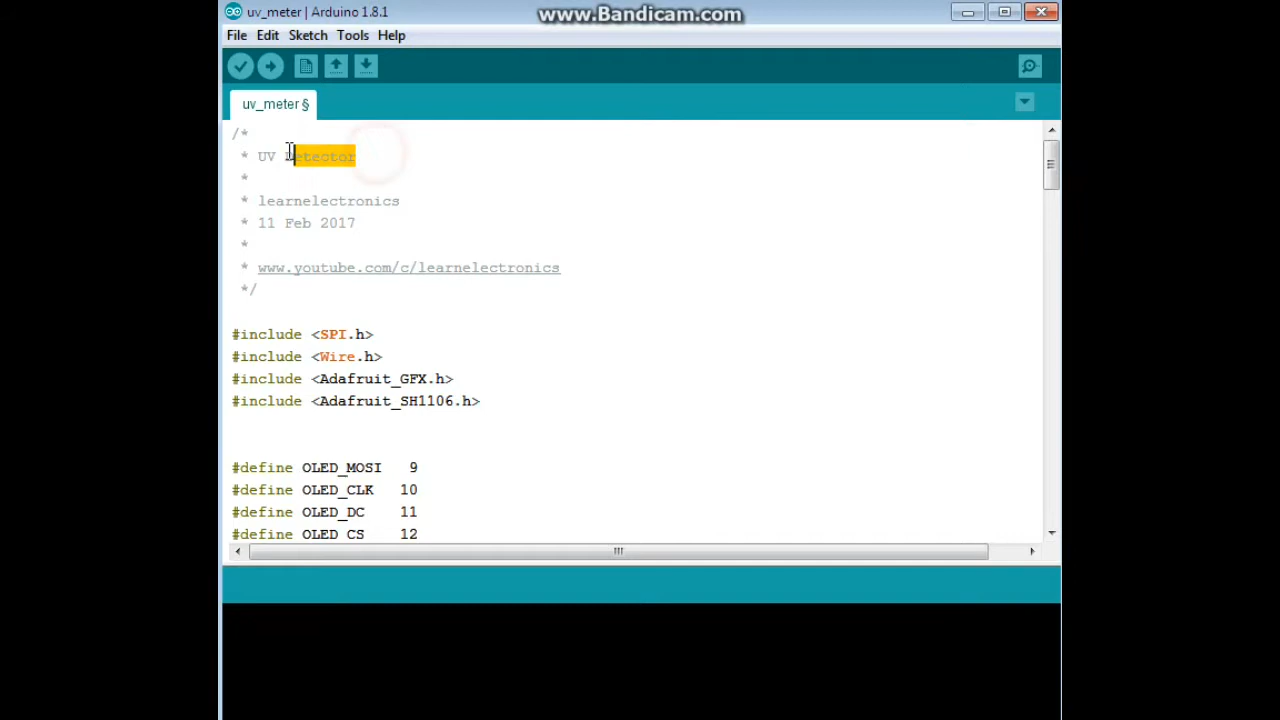 uv_meter | Arduino 1.8.1
www.Bandicam.com
File Edit Sketch Tools Help
uv_meter §
/*
* UV Detector
*
* learnelectronics
* 11 Feb 2017
*
* www.youtube.com/c/learnelectronics
*/
#include <SPI.h>
#include <Wire.h>
#include <Adafruit_GFX.h>
#include <Adafruit_SH1106.h>
#define OLED_MOSI 9
#define OLED_CLK 10
#define OLED_DC 11
#define OLED_CS 12